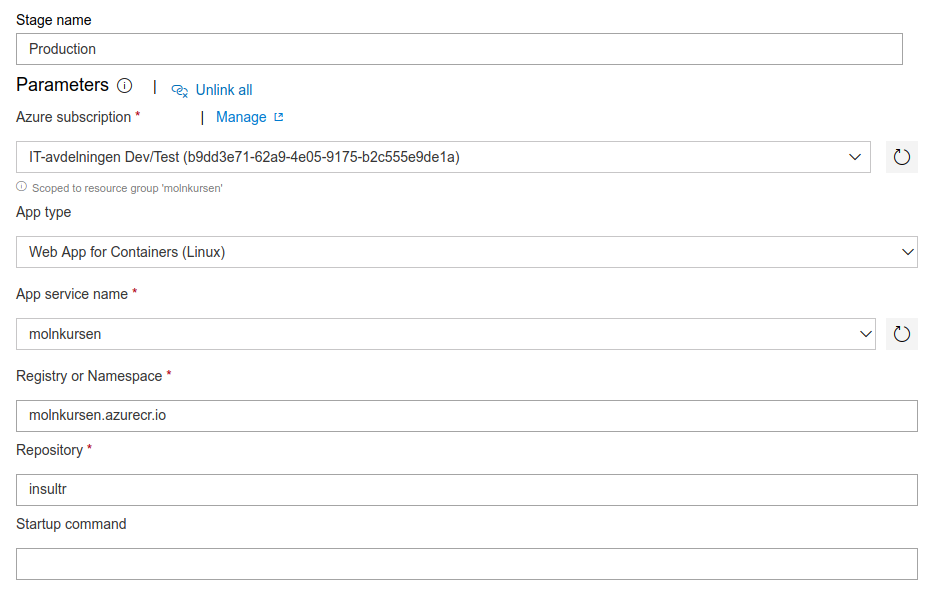 Stage name
Production
Parameters | Unlink all
Azure subscription * | Manage
IT-avdelningen Dev/Test (b9dd3e71-62a9-4e05-9175-b2c555e9de1a)
Scoped to resource group 'molnkursen'
App type
Web App for Containers (Linux)
App service name *
molnkursen
Registry or Namespace *
molnkursen.azurecr.io
Repository *
insultr
Startup command